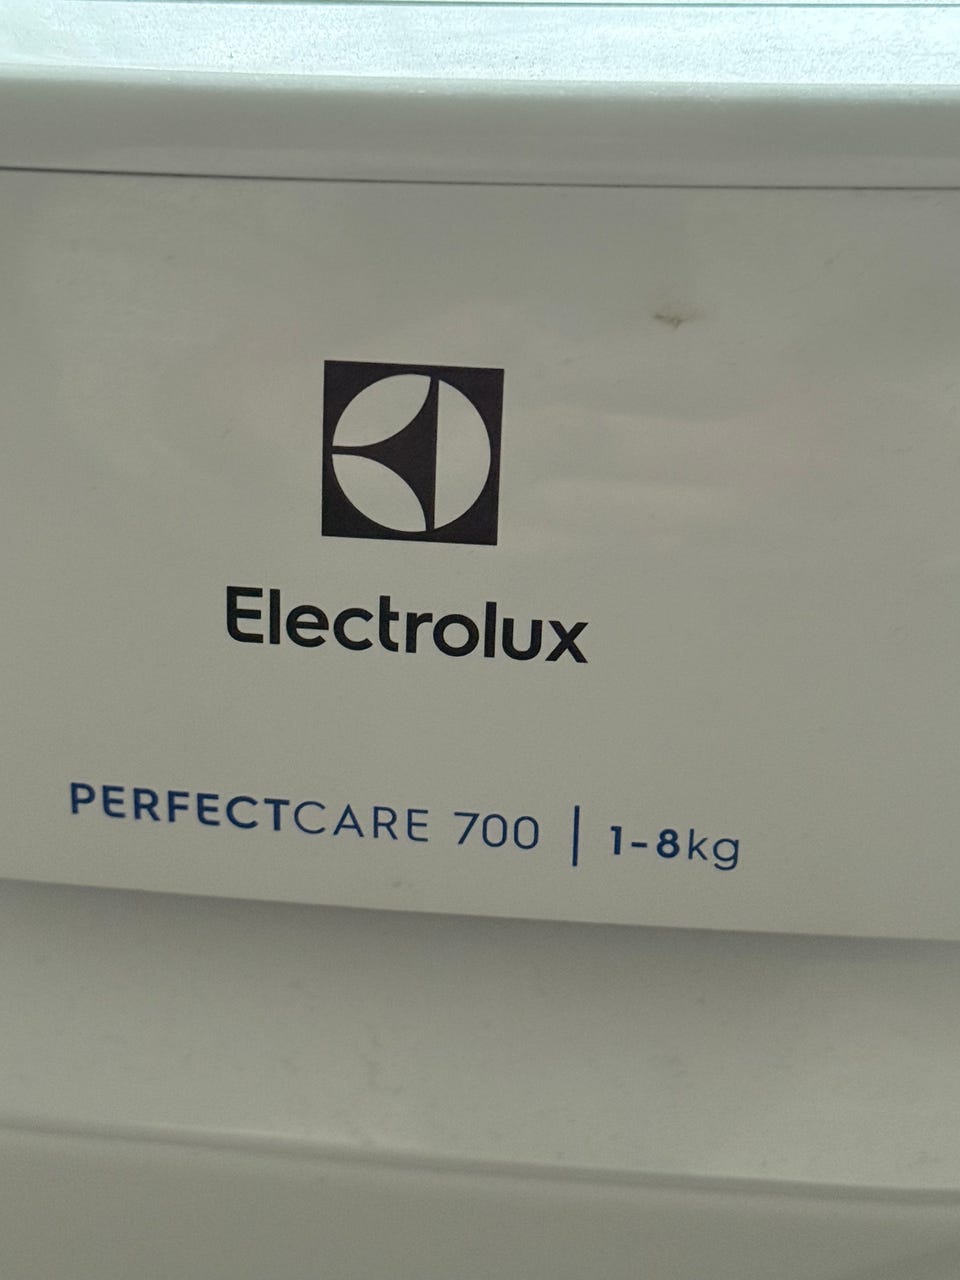 Electrolux
PERFECTCARE 700 | 1-8kg